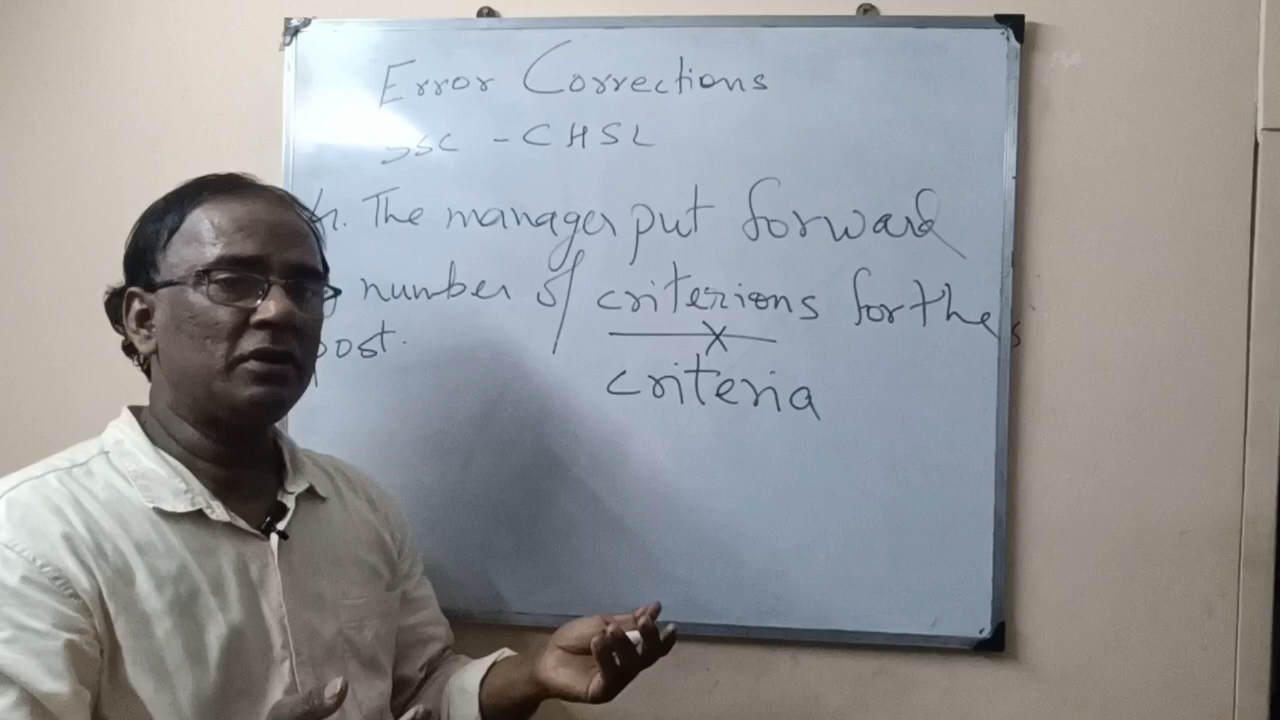 Error Corrections
SSC - CHSL
The manager put forward
number of criterions for the
post.
criteria